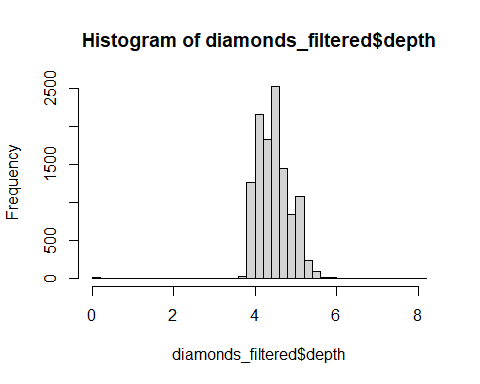 Histogram of diamonds_filtered$depth
Frequency
2500
1500
500
0
0 2 4 6 8
diamonds_filtered$depth